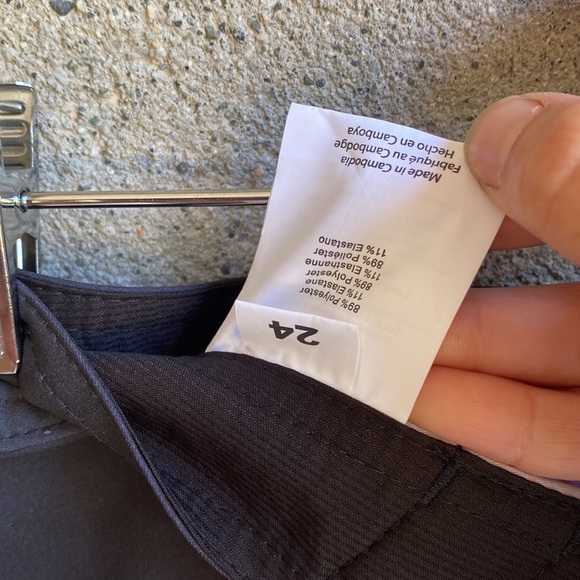 24
89% Polyester
11% Elastane
89% Polyester
11% Elasthanne
89% Poliéster
11% Elastano
Made in Cambodia
Fabriqué au Cambodge
Hecho en Camboya